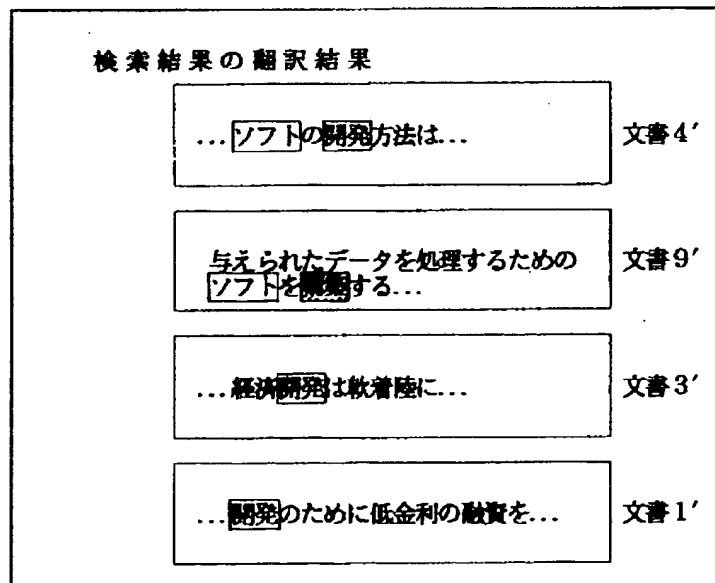 検索結果の翻訳結果
...ソフトの開発方法は...
文書4′
与えられたデータを処理するための
ソフトを する...
文書9′
...経済開発は軟着陸に...
文書3′
...開発のために低金利の融資を...
文書1′